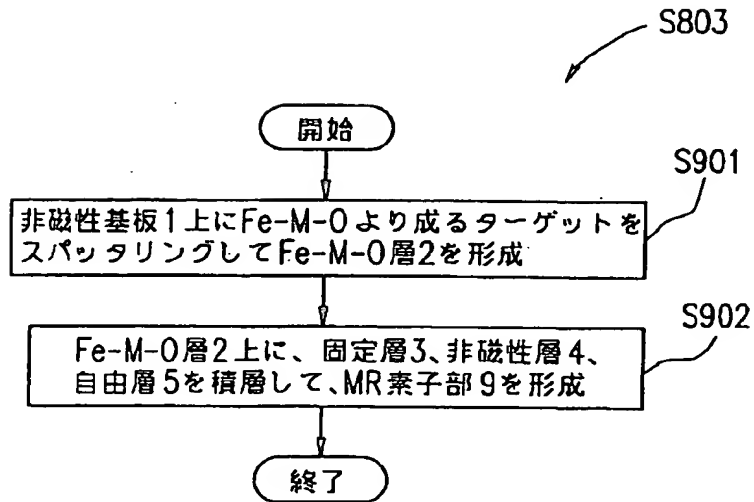 S803
開始
S901
非磁性基板1上にFe-M-Oより成るターゲットを
スパッタリングしてFe-M-O層2を形成
S902
Fe-M-O層2上に、固定層3、非磁性層4、
自由層5を積層して、MR素子部9を形成
終了